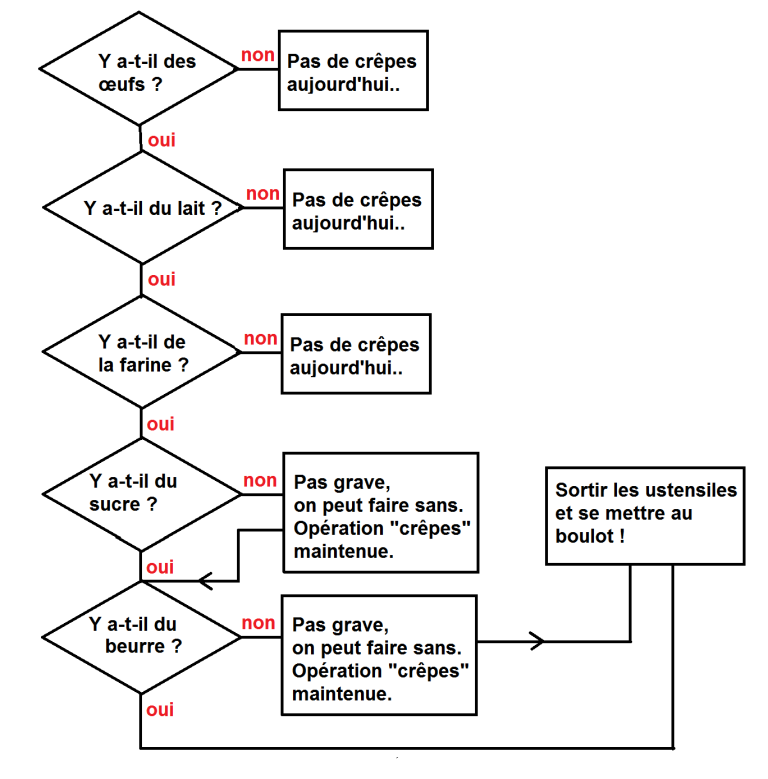 Y a-t-il des
œufs ?
non
Pas de crêpes
aujourd'hui..
oui
Y a-t-il du lait ?
non
Pas de crêpes
aujourd'hui..
oui
Y a-t-il de
la farine ?
non
Pas de crêpes
aujourd'hui..
oui
Y a-t-il du
sucre ?
non
Pas grave,
on peut faire sans.
Opération "crêpes"
maintenue.
oui
Y a-t-il du
beurre ?
non
Pas grave,
on peut faire sans.
Opération "crêpes"
maintenue.
oui
Sortir les ustensiles
et se mettre au
boulot !